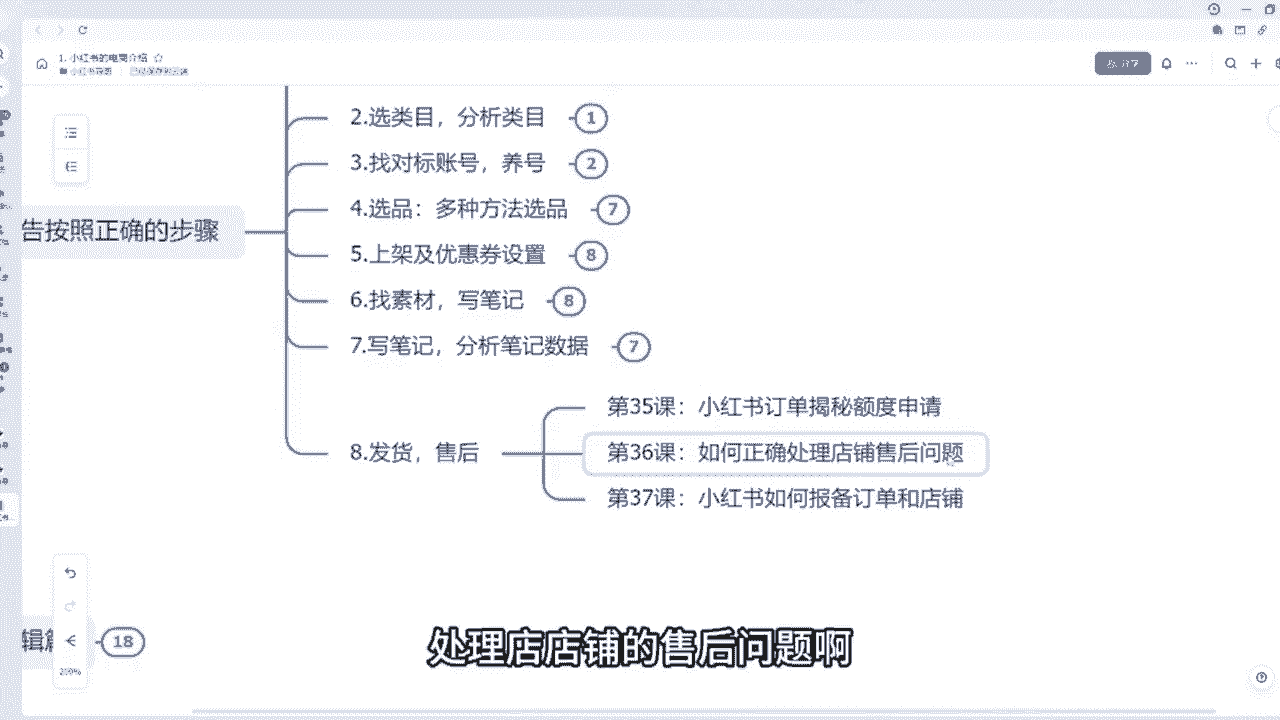 1. 小红书的电商介绍 ☆
分享
2.选类目，分析类目 1
3.找对标账号，养号 2
4.选品：多种方法选品 7
告按照正确的步骤
5.上架及优惠券设置 8
6.找素材，写笔记 8
7.写笔记，分析笔记数据 7
第35课：小红书订单揭秘额度申请
8.发货，售后
第36课：如何正确处理店铺售后问题
第37课：小红书如何报备订单和店铺
18
处理店店铺的售后问题啊